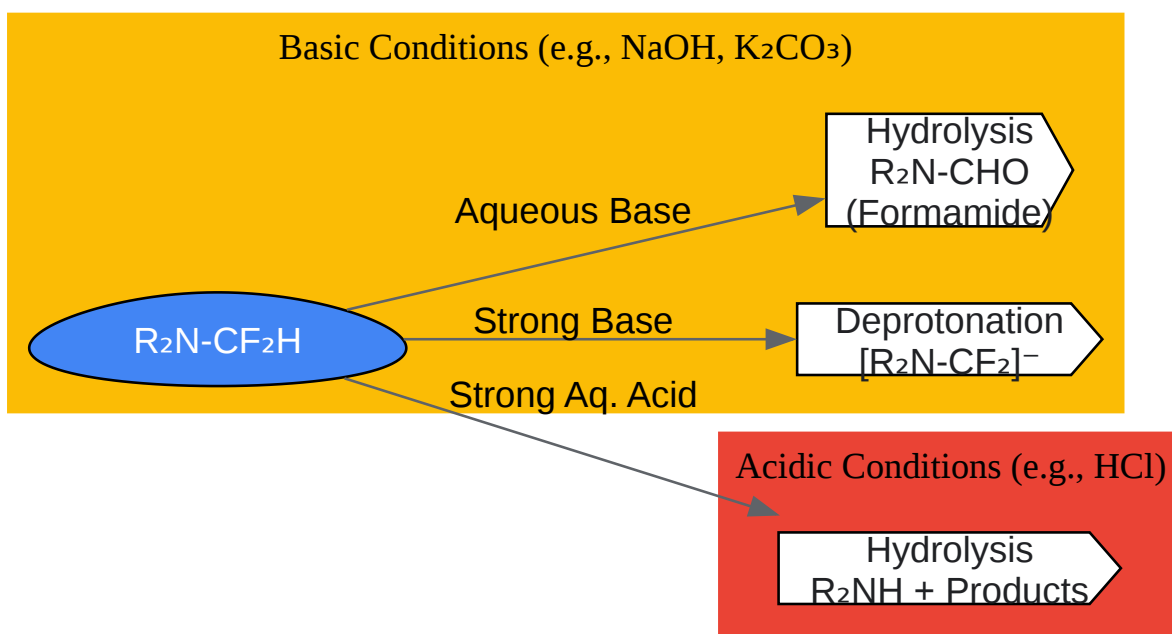 Basic Conditions (e.g., NaOH, K₂CO₃)
Hydrolysis
R₂N-CHO
(Formamide)
Aqueous Base
R₂N-CF₂H
Strong Base
Deprotonation
[R₂N-CF₂]⁻
Strong Aq. Acid
Acidic Conditions (e.g., HCl)
Hydrolysis
R₂NH + Products